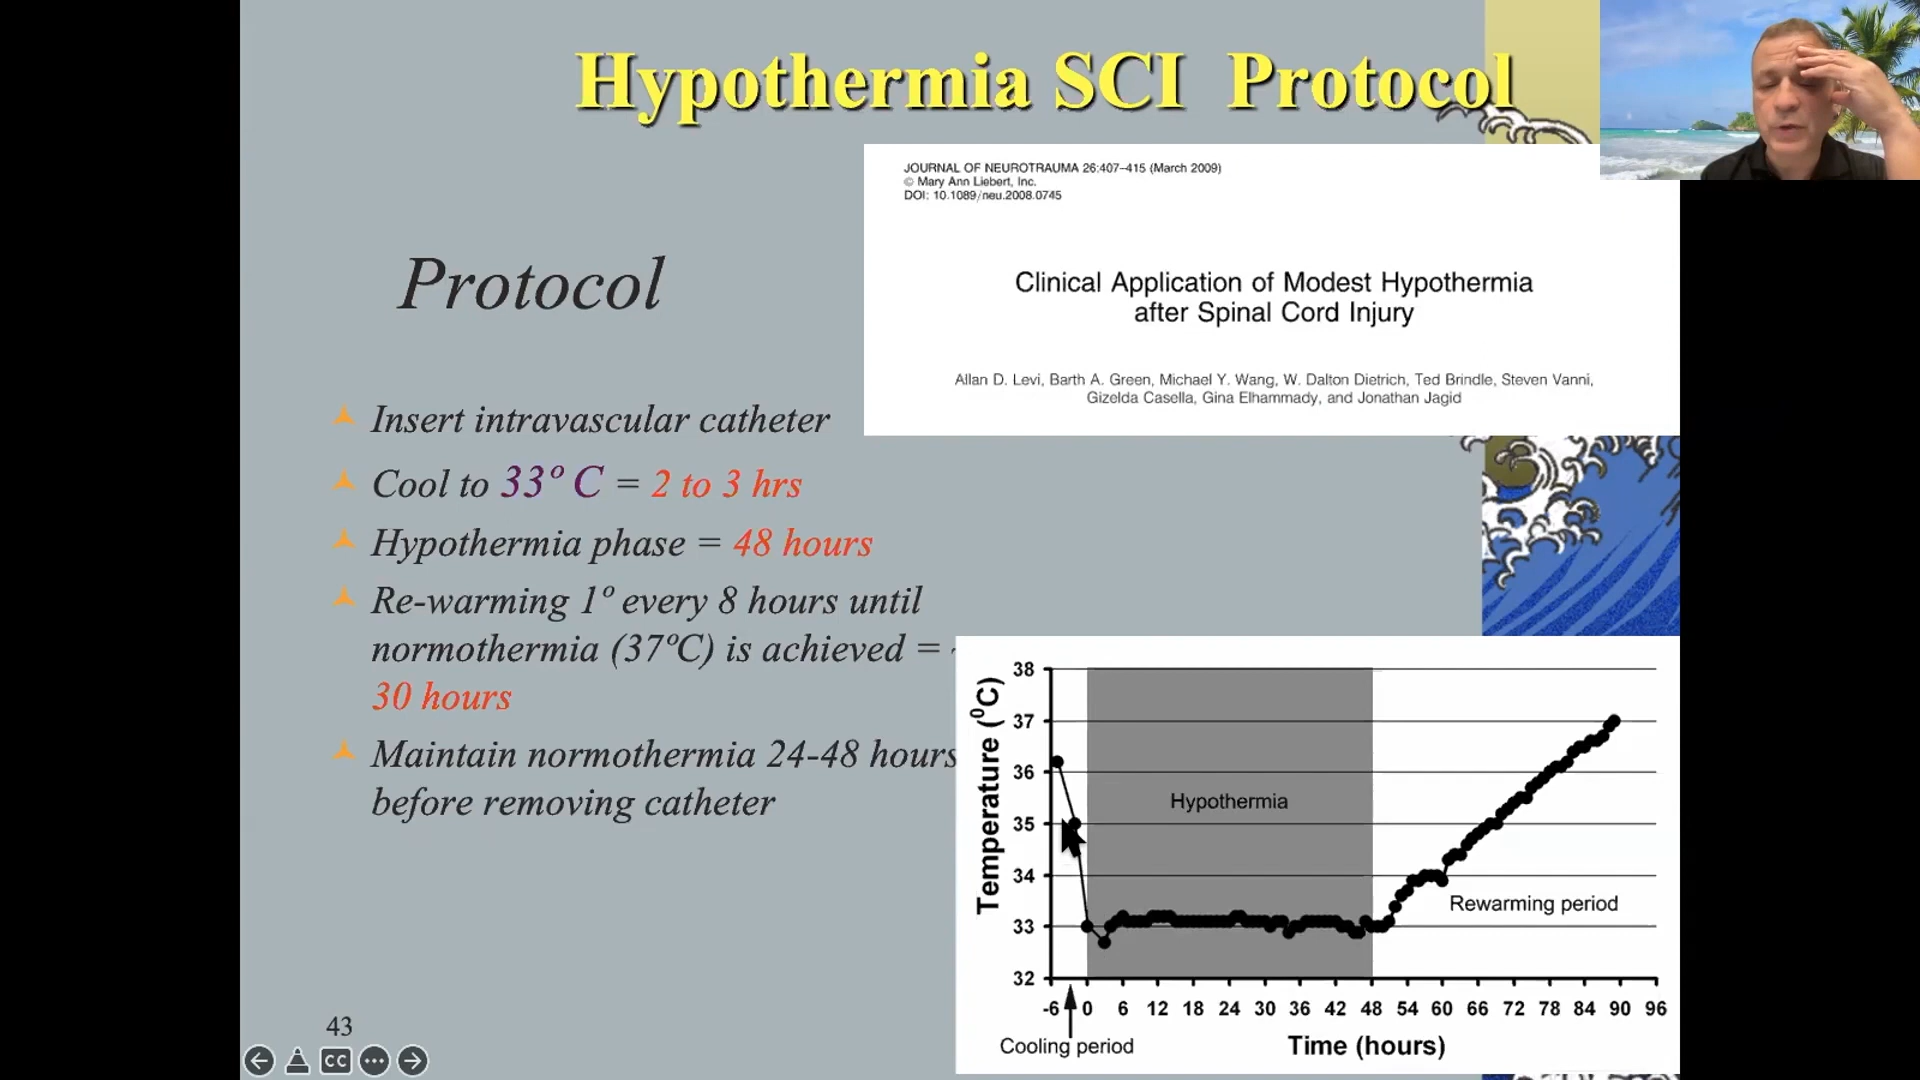 Hypothermia SCI Protocol
JOURNAL OF NEUROTRAUMA 26:407–415 (March 2009)
© Mary Ann Liebert, Inc.
DOI: 10.1089/neu.2008.0745
Clinical Application of Modest Hypothermia
after Spinal Cord Injury
Allan D. Levi, Barth A. Green, Michael Y. Wang, W. Dalton Dietrich, Ted Brindle, Steven Vanni,
Gizelda Casella, Gina Elhammady, and Jonathan Jagid
Protocol
Insert intravascular catheter
Cool to 33º C = 2 to 3 hrs
Hypothermia phase = 48 hours
Re-warming 1º every 8 hours until
normothermia (37ºC) is achieved =
30 hours
Maintain normothermia 24-48 hours
before removing catheter
Temperature (⁰C)
38
37
36
35
34
33
32
Hypothermia
Rewarming period
-6 0 6 12 18 24 30 36 42 48 54 60 66 72 78 84 90 96
Cooling period
Time (hours)
43
CC